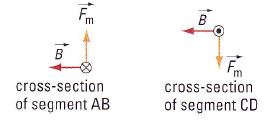 F_m
B
cross-section
of segment AB
B
F_m
cross-section
of segment CD